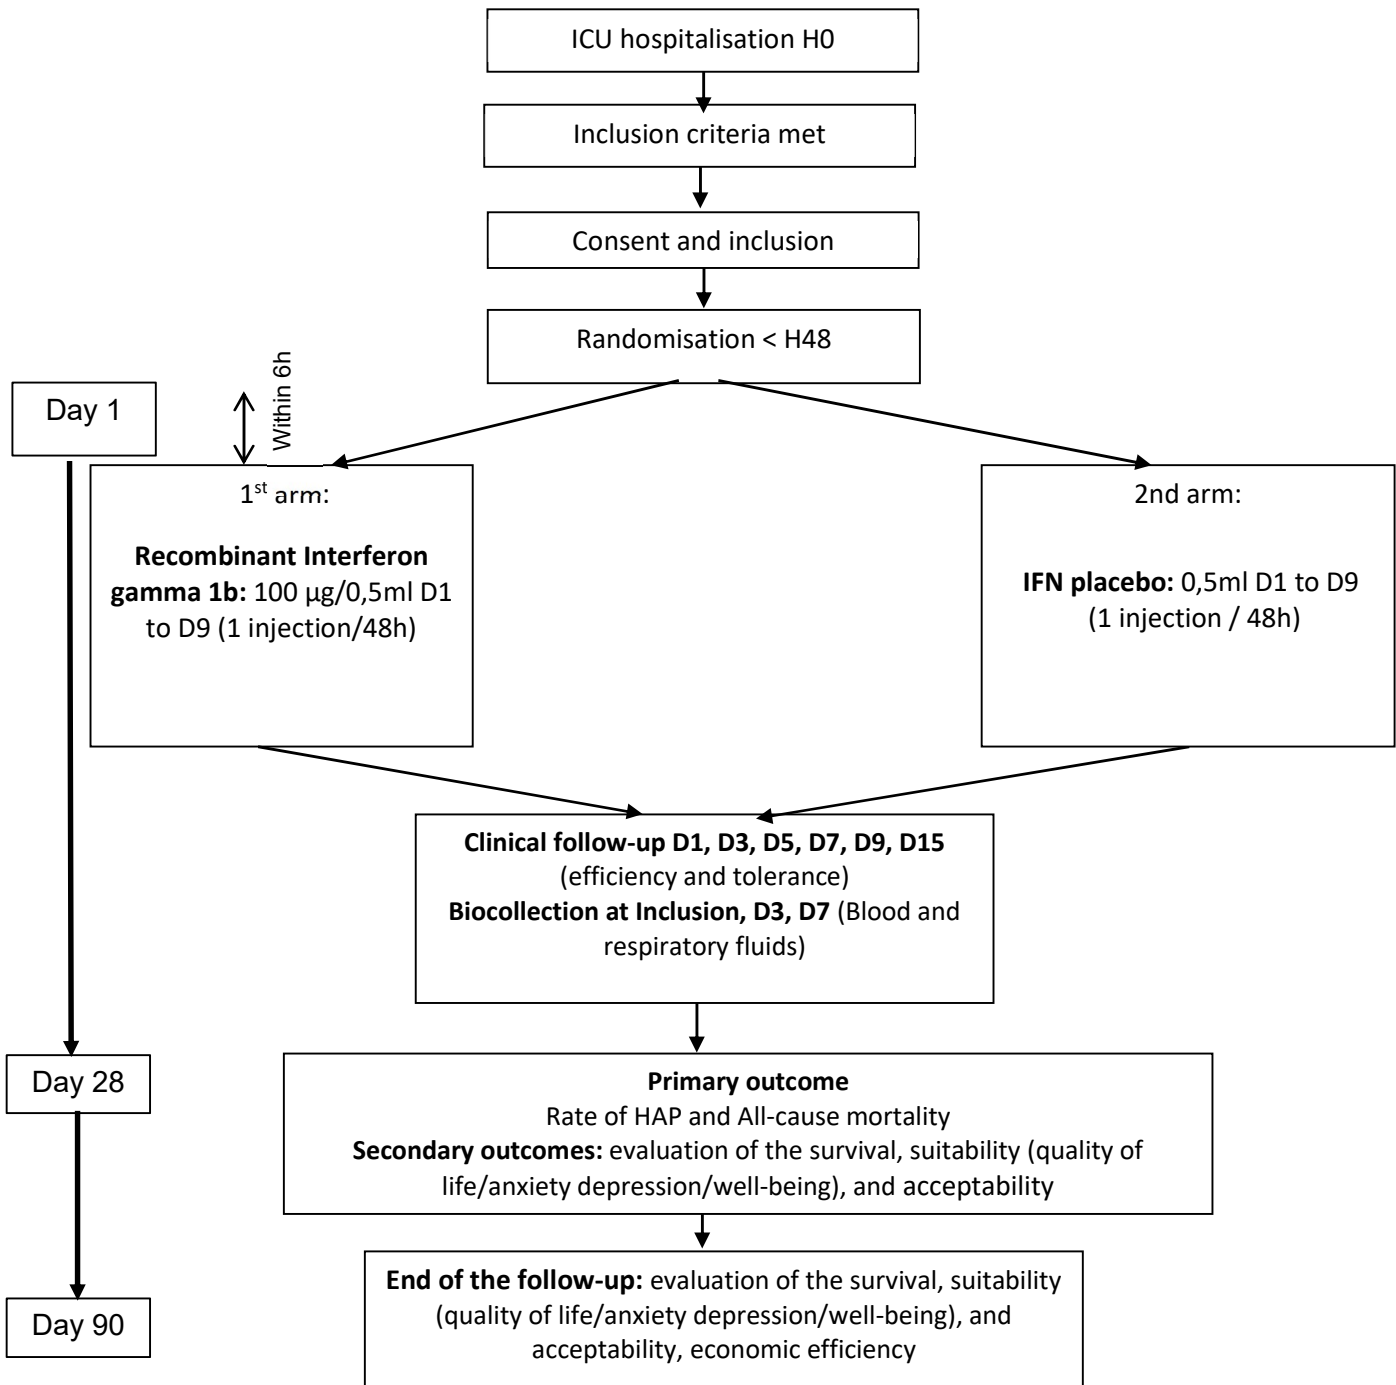 ICU hospitalisation H0
Inclusion criteria met
Consent and inclusion
Randomisation < H48
Within 6h
Day 1
1st arm:
Recombinant Interferon
gamma 1b: 100 µg/0,5ml D1
to D9 (1 injection/48h)
2nd arm:
IFN placebo: 0,5ml D1 to D9
(1 injection / 48h)
Clinical follow-up D1, D3, D5, D7, D9, D15
(efficiency and tolerance)
Biocollection at Inclusion, D3, D7 (Blood and
respiratory fluids)
Day 28
Primary outcome
Rate of HAP and All-cause mortality
Secondary outcomes: evaluation of the survival, suitability (quality of
life/anxiety depression/well-being), and acceptability
End of the follow-up: evaluation of the survival, suitability
(quality of life/anxiety depression/well-being), and
acceptability, economic efficiency
Day 90